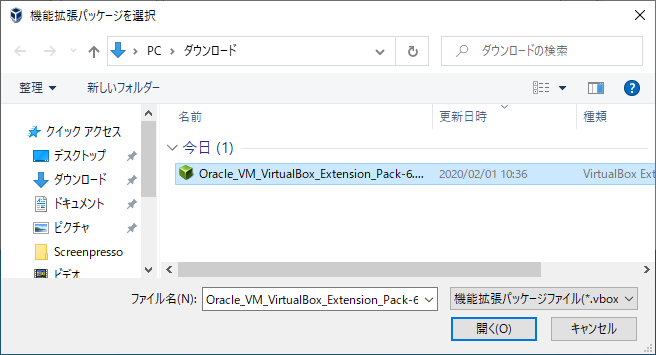 機能拡張パッケージを選択
PC ダウンロード
ダウンロードの検索
整理 新しいフォルダー
名前 更新日時 種類
クイック アクセス
今日 (1)
デスクトップ
Oracle_VM_VirtualBox_Extension_Pack-6.... 2020/02/01 10:36 VirtualBox Ext
ダウンロード
ドキュメント
ピクチャ
Screenpresso
ビデオ
ファイル名(N): Oracle_VM_VirtualBox_Extension_Pack-6 機能拡張パッケージファイル(*.vbox
開く(O) キャンセル